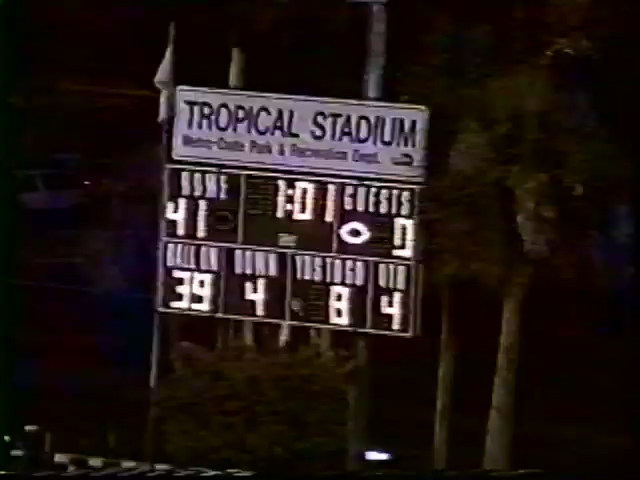 TROPICAL STADIUM
Metro-Dade Park & Recreation Dept.
HOME 1:01 GUESTS
41 0
BALL ON DOWN YDS TO GO QTR
39 4 8 4